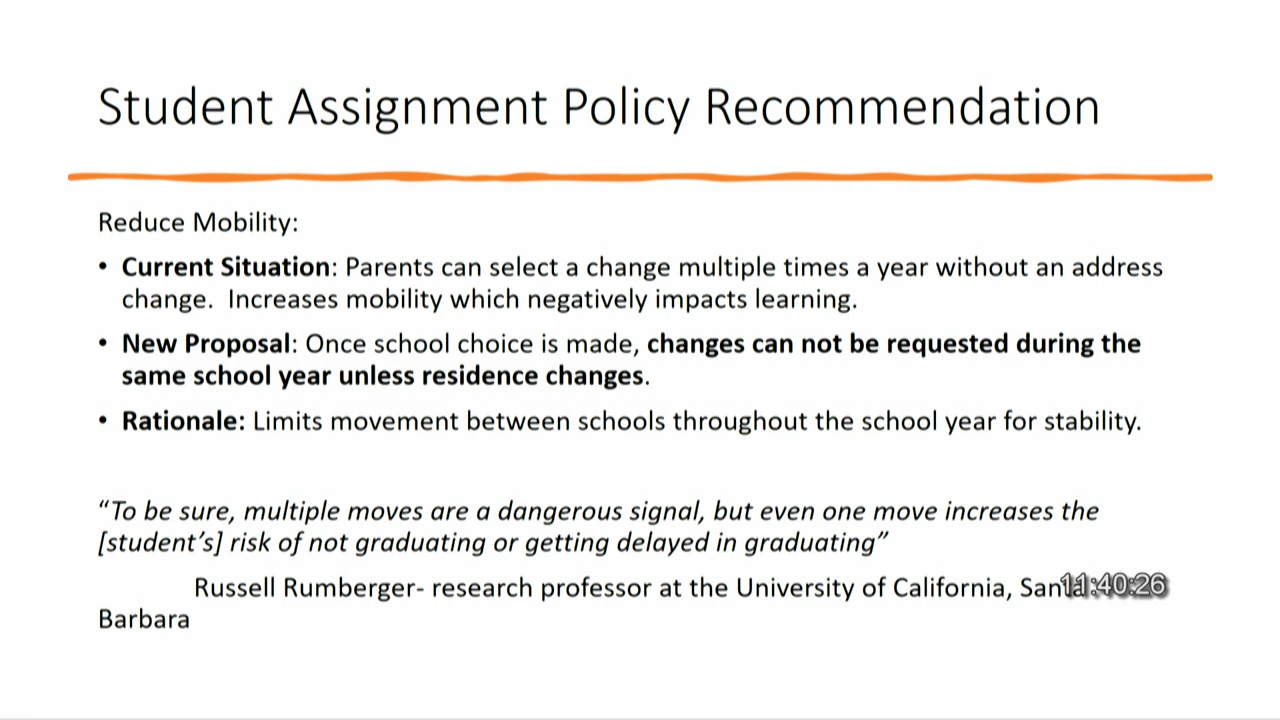 Student Assignment Policy Recommendation
Reduce Mobility:
• Current Situation: Parents can select a change multiple times a year without an address
change.  Increases mobility which negatively impacts learning.
• New Proposal: Once school choice is made, changes can not be requested during the
same school year unless residence changes.
• Rationale: Limits movement between schools throughout the school year for stability.
“To be sure, multiple moves are a dangerous signal, but even one move increases the
[student’s] risk of not graduating or getting delayed in graduating”
Russell Rumberger- research professor at the University of California, Santa
11:40:26
Barbara